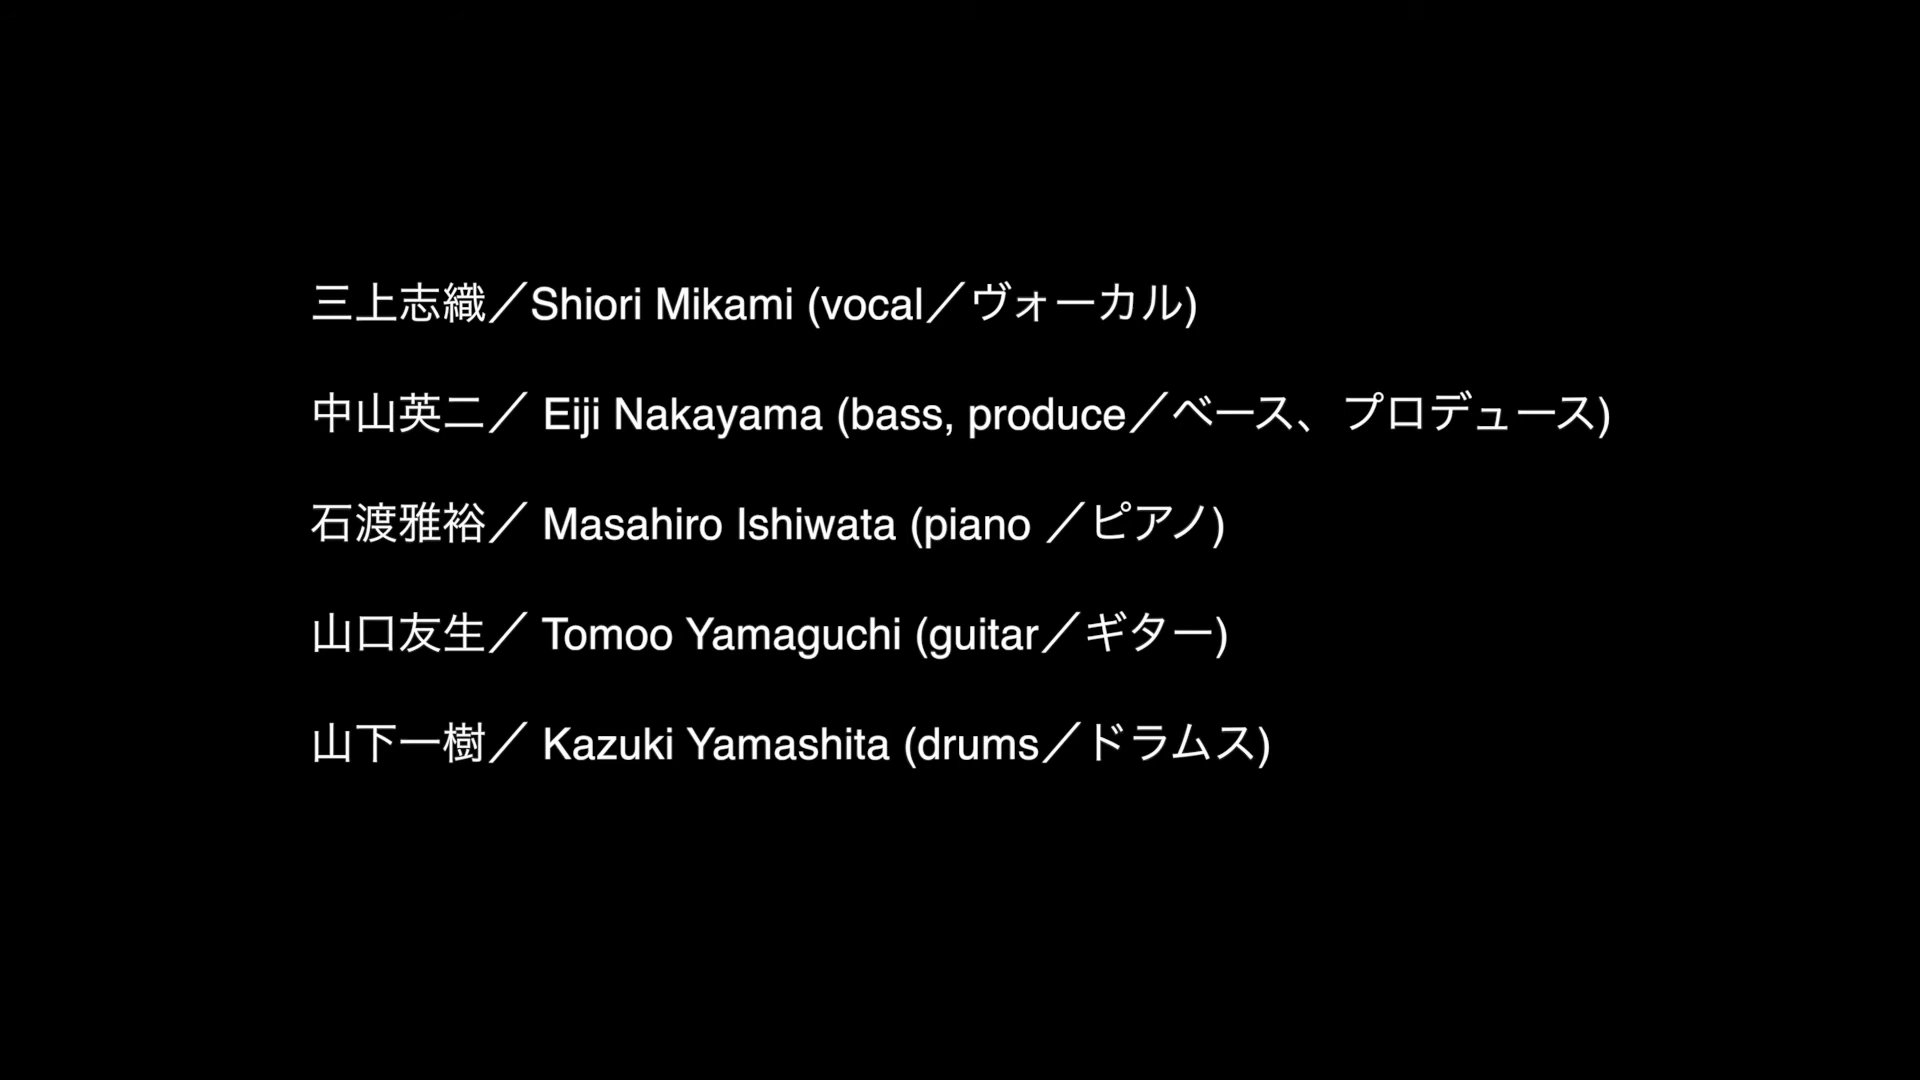 三上志織／Shiori Mikami (vocal／ヴォーカル)
中山英二／ Eiji Nakayama (bass, produce／ベース、プロデュース)
石渡雅裕／ Masahiro Ishiwata (piano ／ピアノ)
山口友生／ Tomoo Yamaguchi (guitar／ギター)
山下一樹／ Kazuki Yamashita (drums／ドラムス)